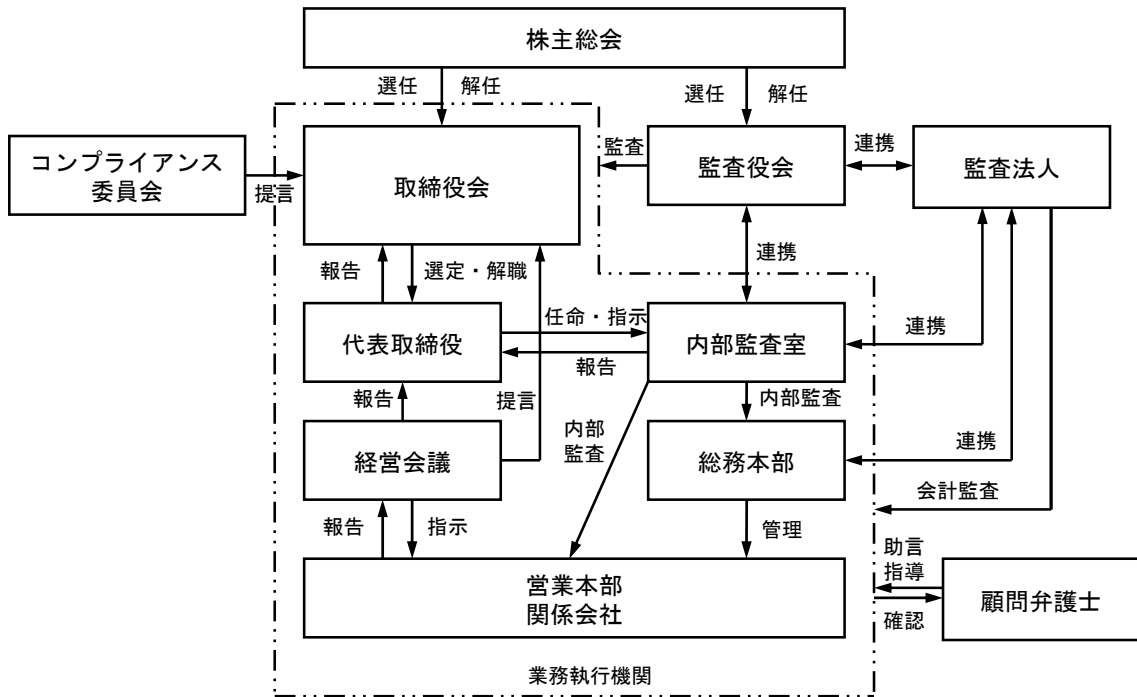 株主総会
選任
解任
選任
解任
コンプライアンス
委員会
提言
取締役会
監査
監査役会
連携
監査法人
報告
選定・解職
連携
代表取締役
任命・指示
報告
内部監査室
連携
報告
提言
内部監査
内部
監査
経営会議
総務本部
連携
会計監査
報告
指示
管理
営業本部
関係会社
助言
指導
確認
顧問弁護士
業務執行機関